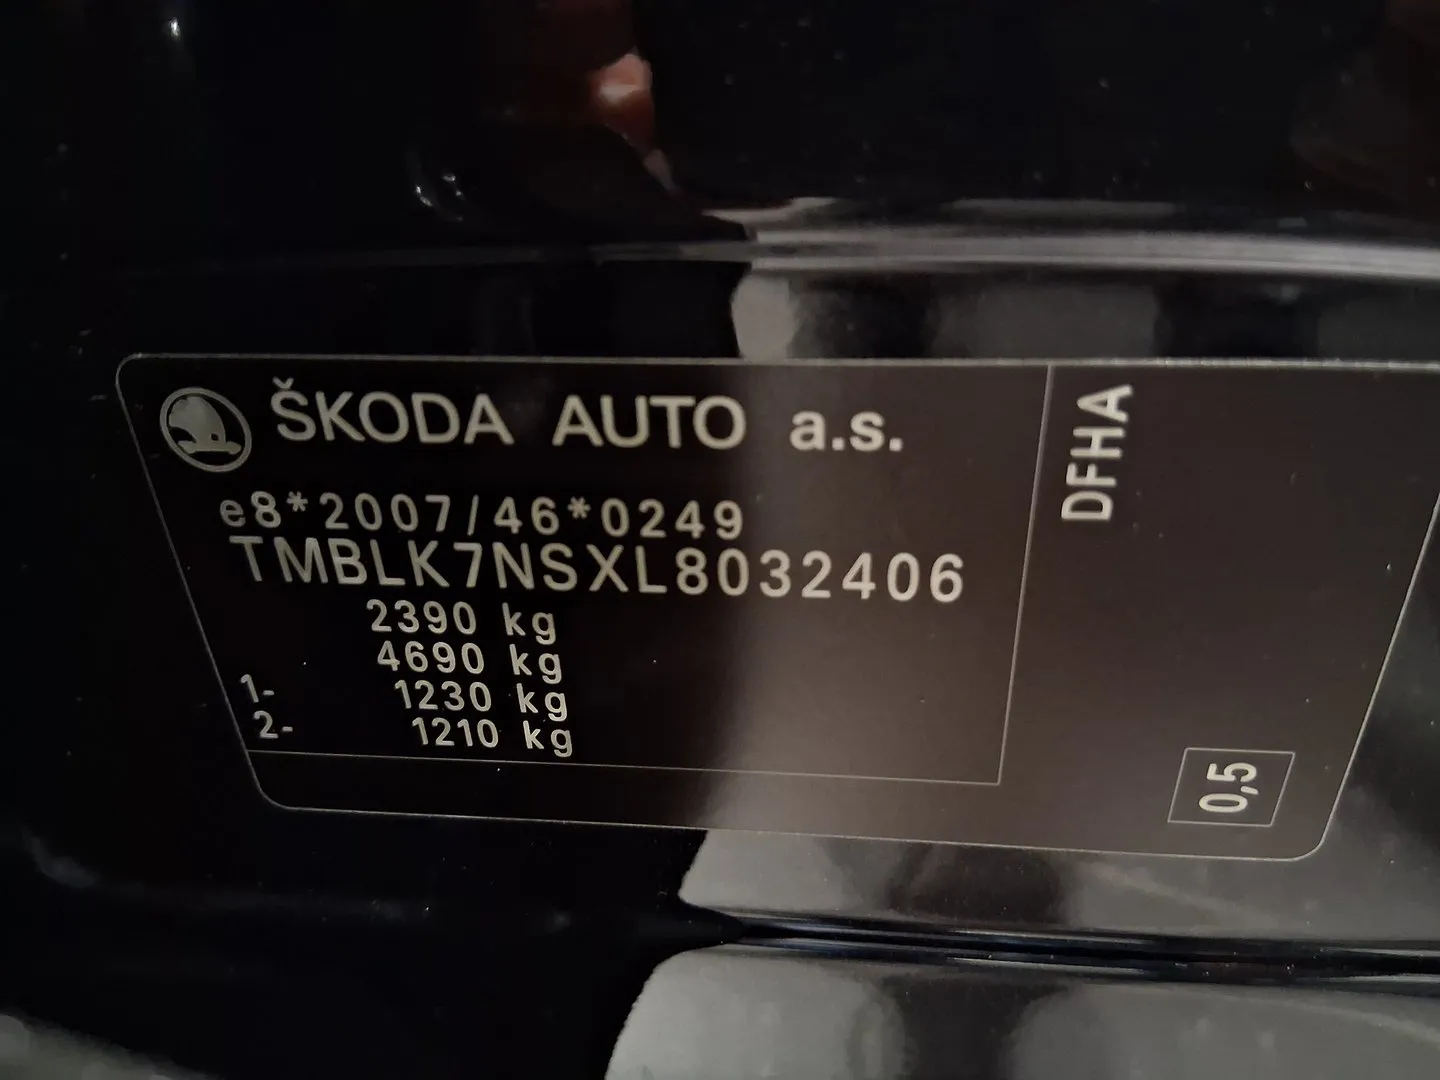 ŠKODA AUTO a.s.
e8*2007/46*0249
TMBLK7NSXL8032406
2390 kg
4690 kg
1- 1230 kg
2- 1210 kg
DFHA
0,5